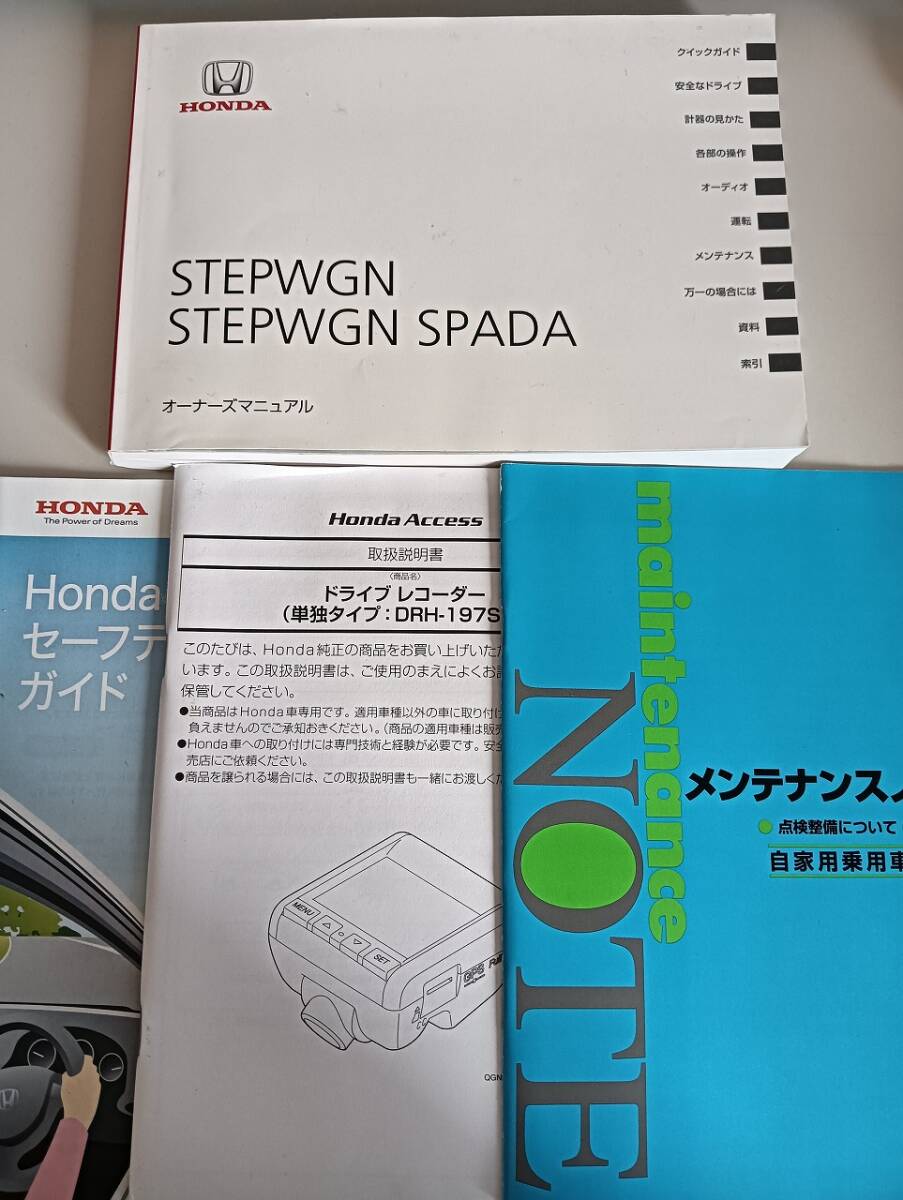 HONDA
クイックガイド
安全なドライブ
計器の見かた
各部の操作
オーディオ
運転
メンテナンス
万一の場合には
資料
索引
STEPWGN
STEPWGN SPADA
オーナーズマニュアル
HONDA
The Power of Dreams
Honda
セーフテ
ガイド
Honda Access
取扱説明書
〈商品名〉
ドライブ レコーダー
(単独タイプ:DRH-197S
このたびは、Honda純正の商品をお買い上げいた
います。この取扱説明書は、ご使用のまえによくお
保管してください。
●当商品はHonda車専用です。適用車種以外の車に取り付け
負えませんのでご承知おきください。(商品の適用車種は販
●Honda車への取り付けには専門技術と経験が必要です。安全
売店にご依頼ください。
●商品を譲られる場合には、この取扱説明書も一緒にお渡しくだ
MENU
SET
GPS
QGN
maintenance
NOTE
メンテナンスノ
●点検整備について
自家用乗用車